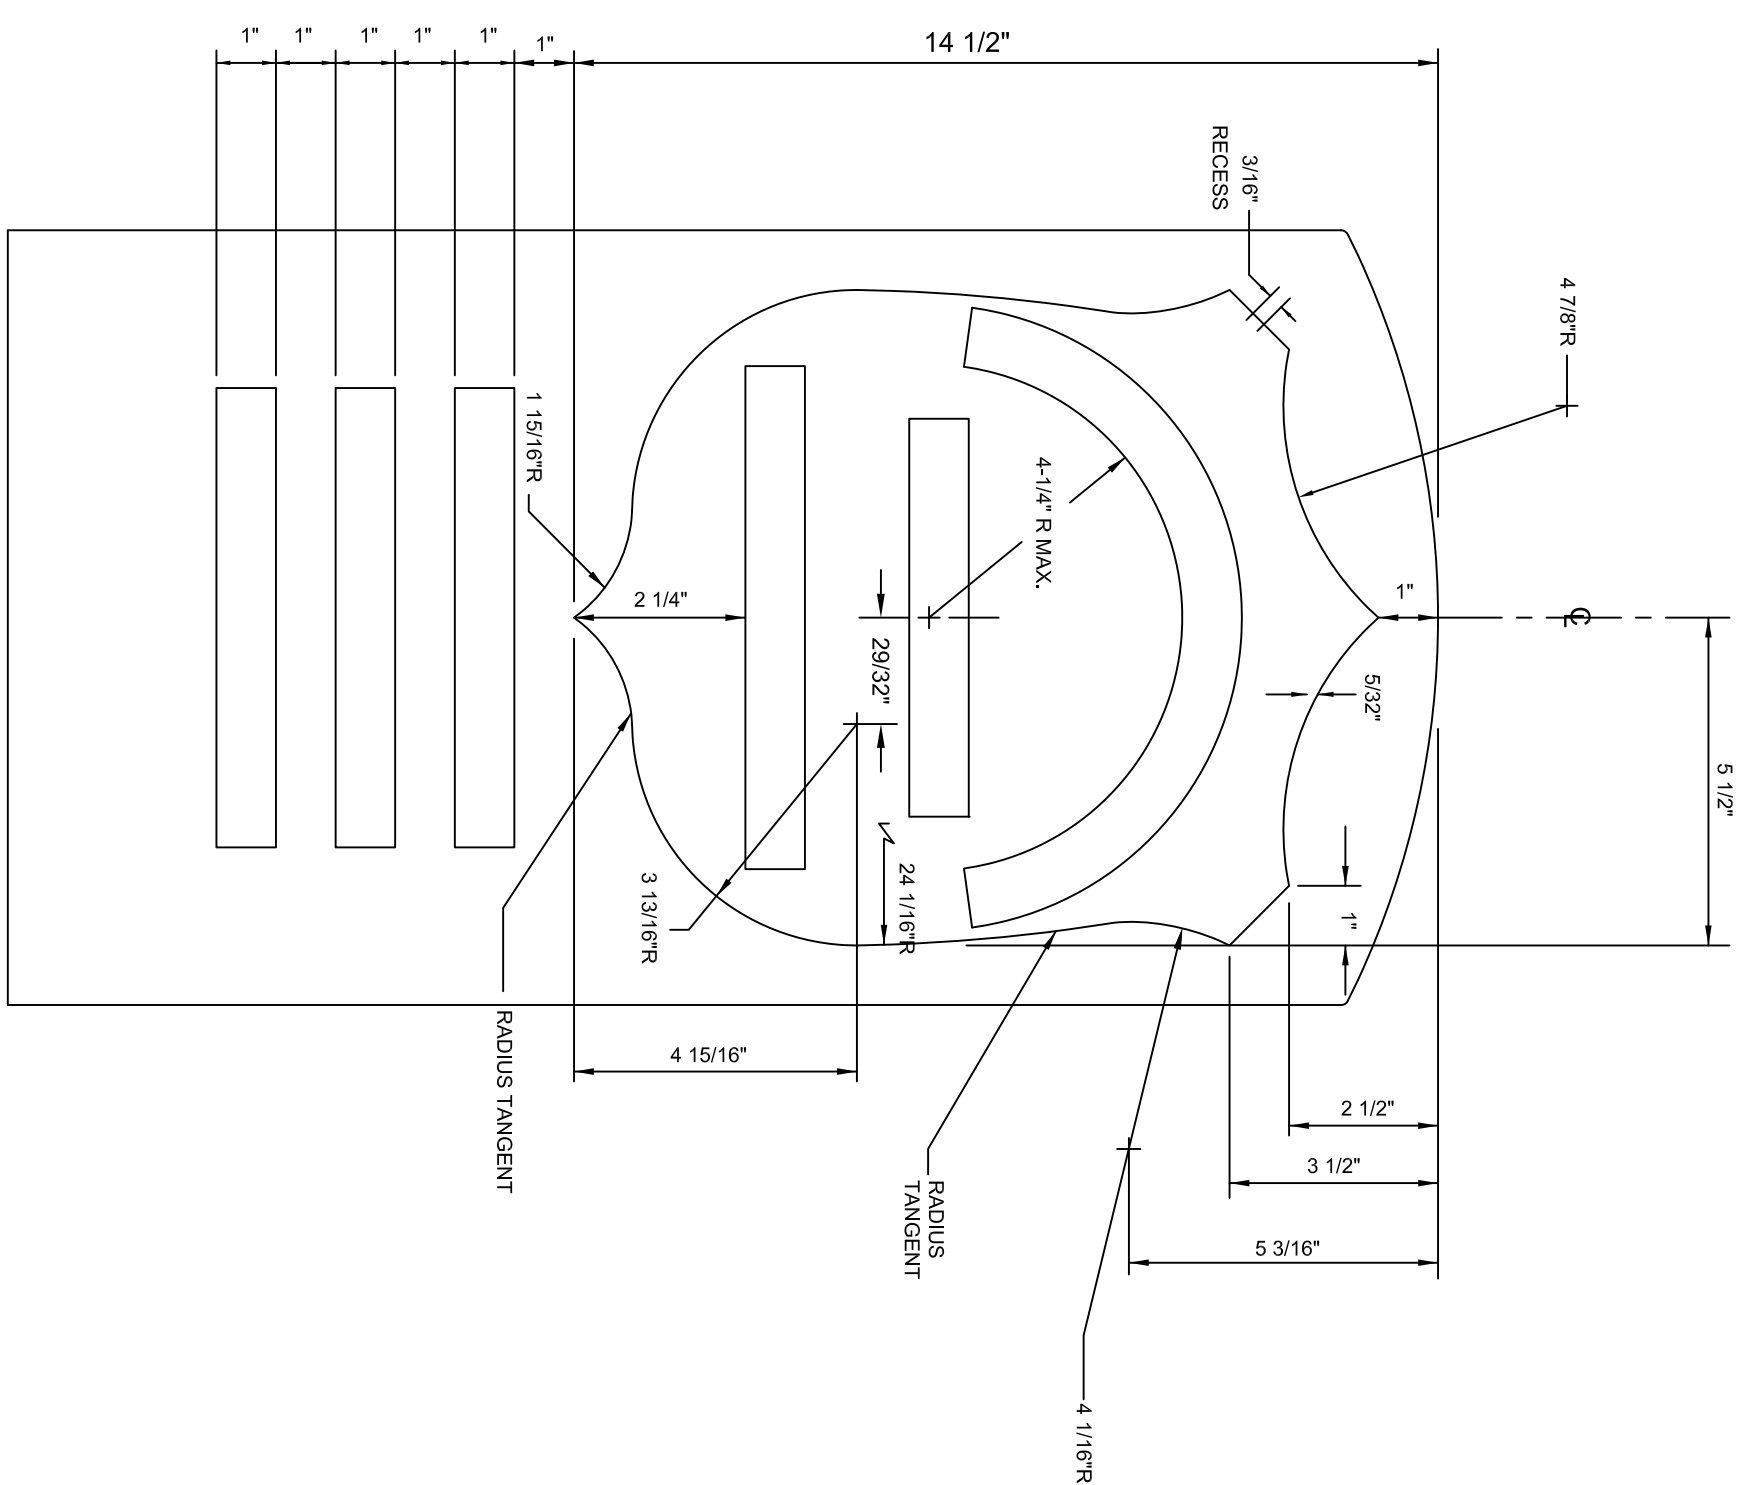 1" 1" 1" 1" 1" 1"
14 1/2"
3/16"
RECESS
4 7/8"R
1 15/16"R
4-1/4" R MAX.
2 1/4"
1"
CL
29/32"
5/32"
5 1/2"
3 13/16"R
24 1/16"R
1"
RADIUS TANGENT
4 15/16"
2 1/2"
3 1/2"
RADIUS
TANGENT
5 3/16"
4 1/16"R